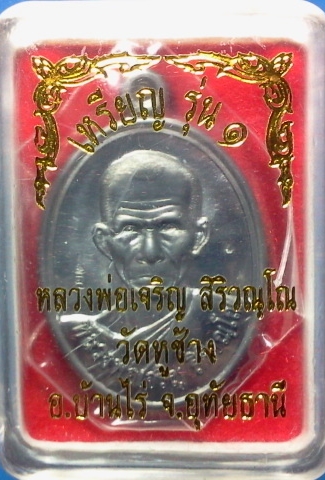 เหรียญ รุ่น ๑
หลวงพ่อเจริญ สิริวณฺโณ
วัดหูช้าง
อ.บ้านไร่ จ.อุทัยธานี